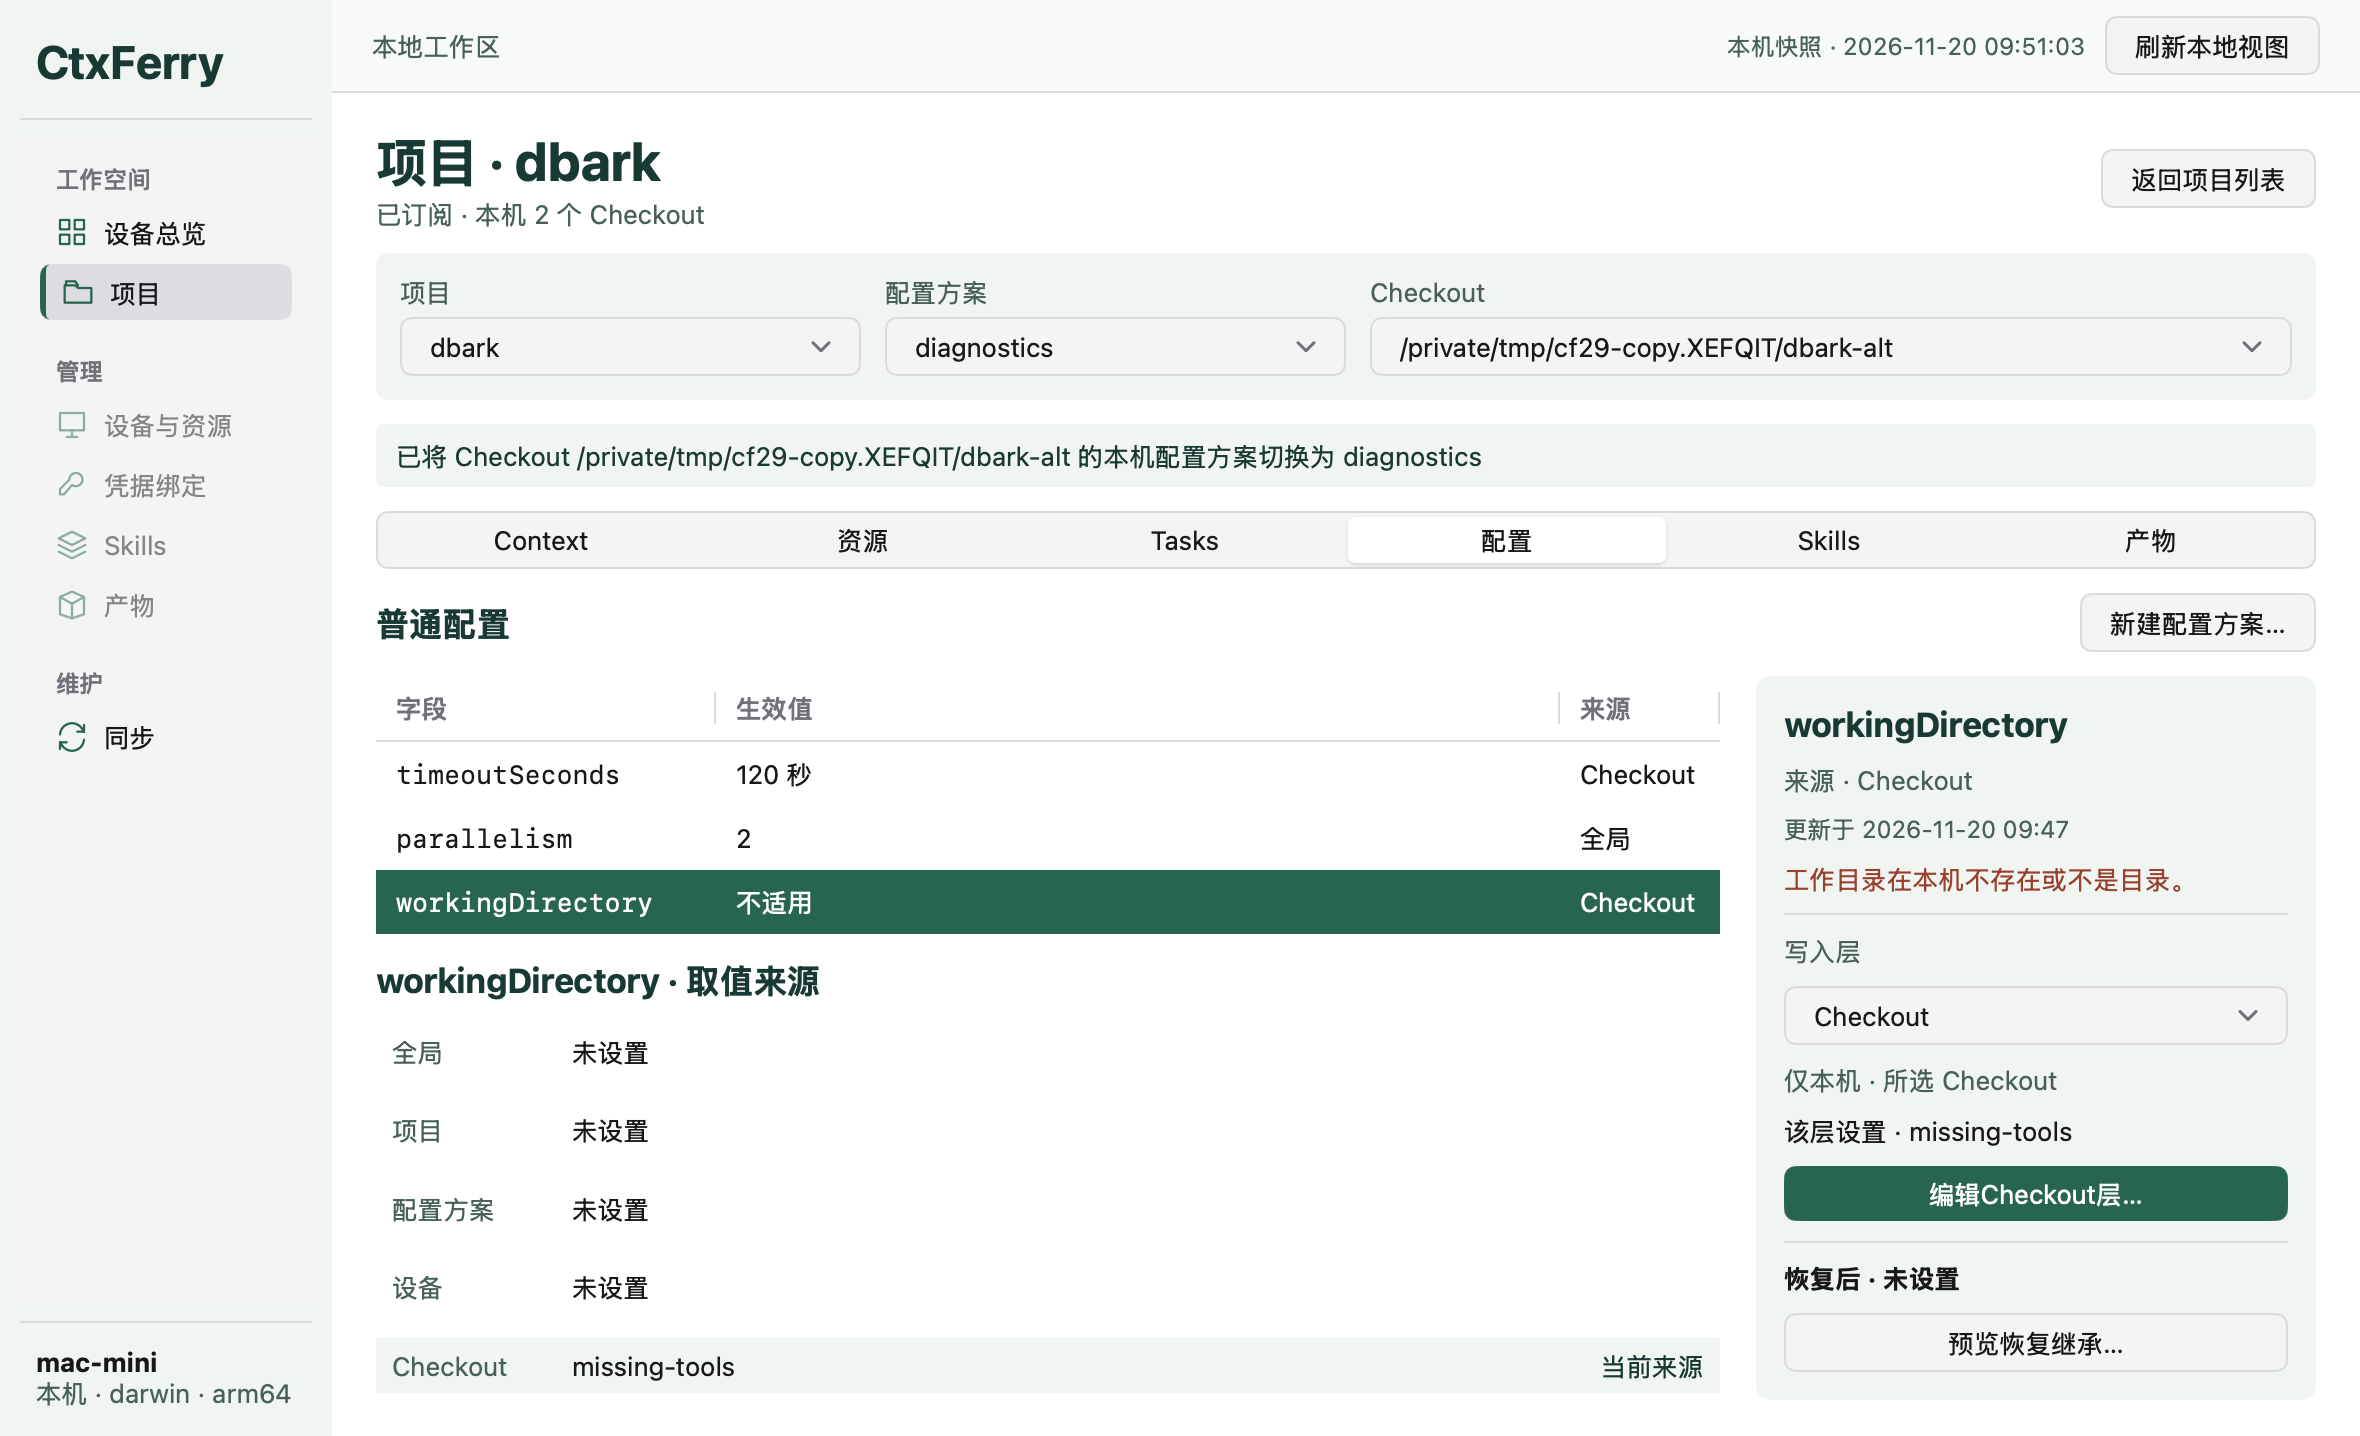 CtxFerry
工作空间
设备总览
项目
管理
设备与资源
凭据绑定
Skills
产物
维护
同步
mac-mini
本机 · darwin · arm64
本地工作区
本机快照 · 2026-11-20 09:51:03
刷新本地视图
项目 · dbark
已订阅 · 本机 2 个 Checkout
返回项目列表
项目
配置方案
Checkout
dbark
diagnostics
/private/tmp/cf29-copy.XEFQIT/dbark-alt
已将 Checkout /private/tmp/cf29-copy.XEFQIT/dbark-alt 的本机配置方案切换为 diagnostics
Context
资源
Tasks
配置
Skills
产物
普通配置
新建配置方案...
字段 生效值 来源
timeoutSeconds 120 秒 Checkout
parallelism 2 全局
workingDirectory 不适用 Checkout
workingDirectory · 取值来源
全局 未设置
项目 未设置
配置方案 未设置
设备 未设置
Checkout missing-tools 当前来源
workingDirectory
来源 · Checkout
更新于 2026-11-20 09:47
工作目录在本机不存在或不是目录。
写入层
Checkout
仅本机 · 所选 Checkout
该层设置 · missing-tools
编辑Checkout层...
恢复后 · 未设置
预览恢复继承...